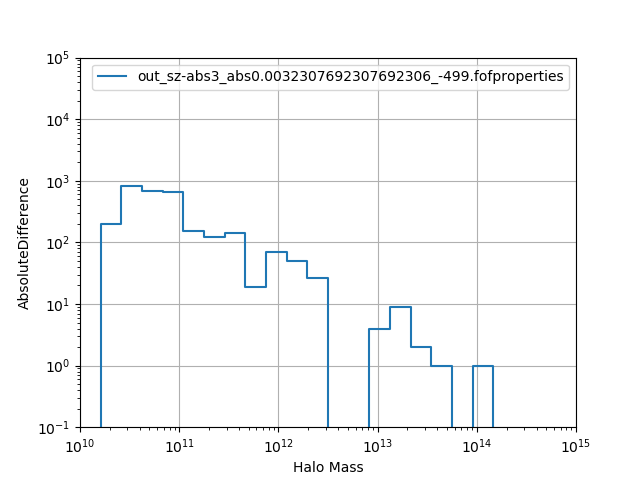 out_sz-abs3_abs0.0032307692307692306_-499.fofproperties
10^5
10^4
10^3
10^2
10^1
10^0
10^-1
AbsoluteDifference
10^10 10^11 10^12 10^13 10^14 10^15
Halo Mass